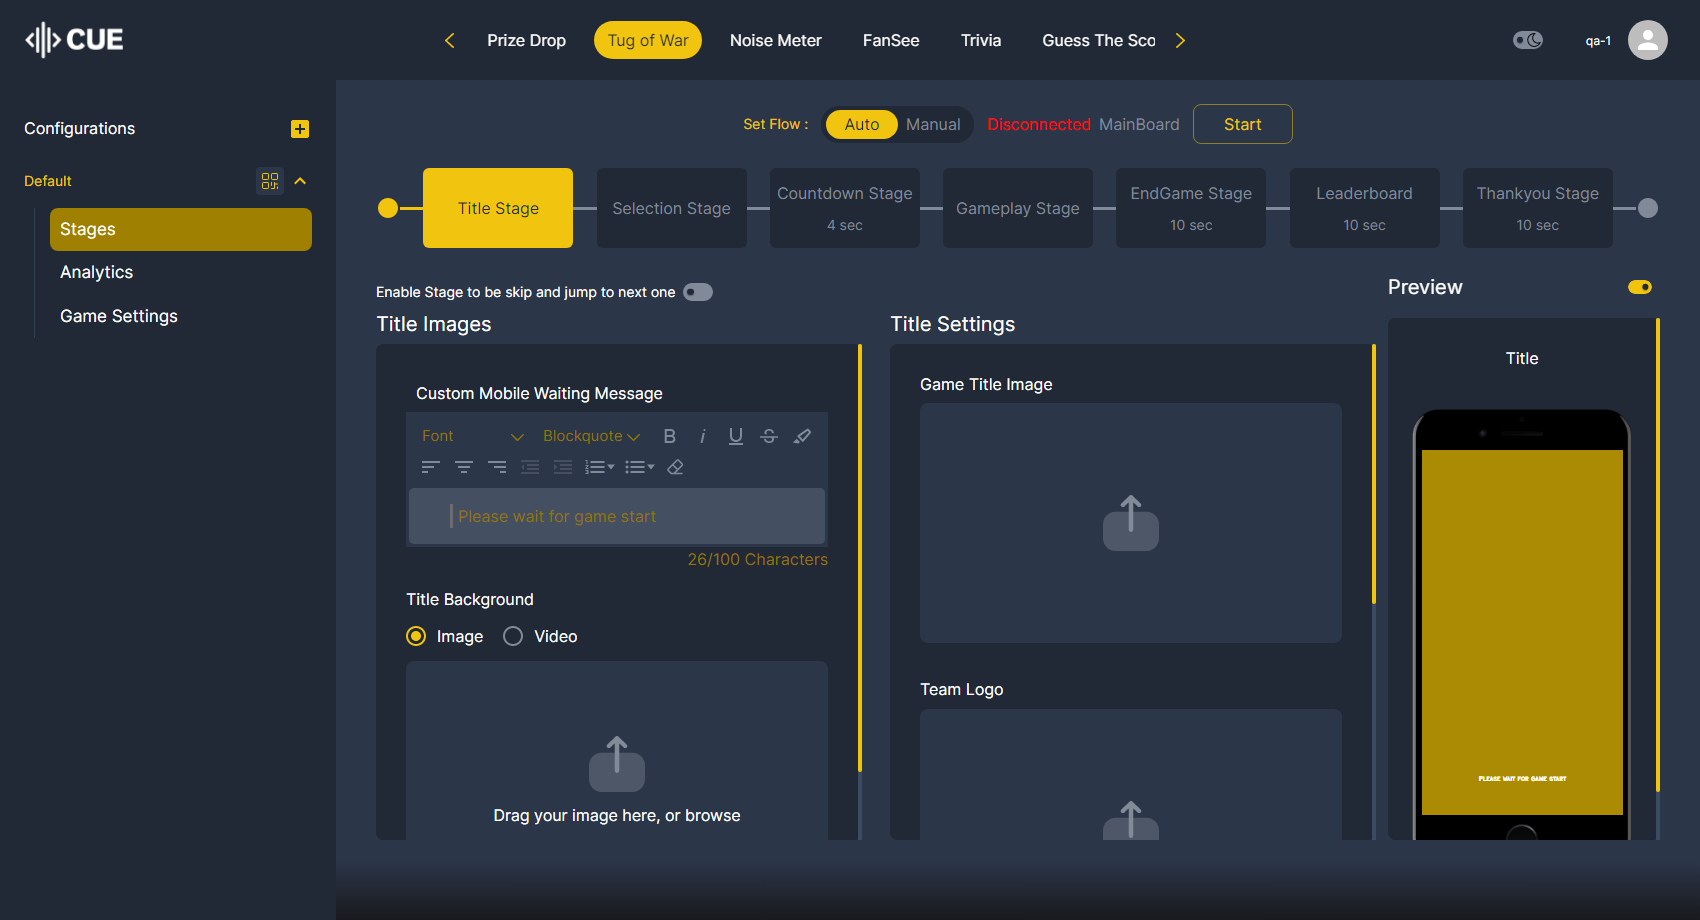 CUE
Prize Drop
Tug of War
Noise Meter
FanSee
Trivia
Guess The Sco
qa-1
Configurations
Default
Stages
Analytics
Game Settings
Set Flow :
Auto
Manual
Disconnected MainBoard
Start
Title Stage
Selection Stage
Countdown Stage
4 sec
Gameplay Stage
EndGame Stage
10 sec
Leaderboard
10 sec
Thankyou Stage
10 sec
Enable Stage to be skip and jump to next one
Title Images
Custom Mobile Waiting Message
Font
Blockquote
B
i
U
S
Please wait for game start
26/100 Characters
Title Background
Image
Video
Drag your image here, or browse
Title Settings
Game Title Image
Team Logo
Preview
Title
PLEASE WAIT FOR GAME START